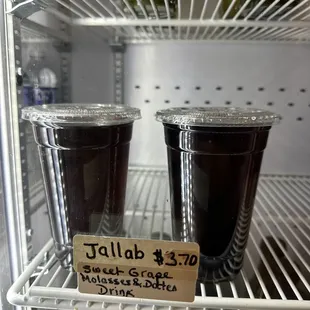 Jallab $3.70
Sweet Grape
Molasses & Dates
Drink